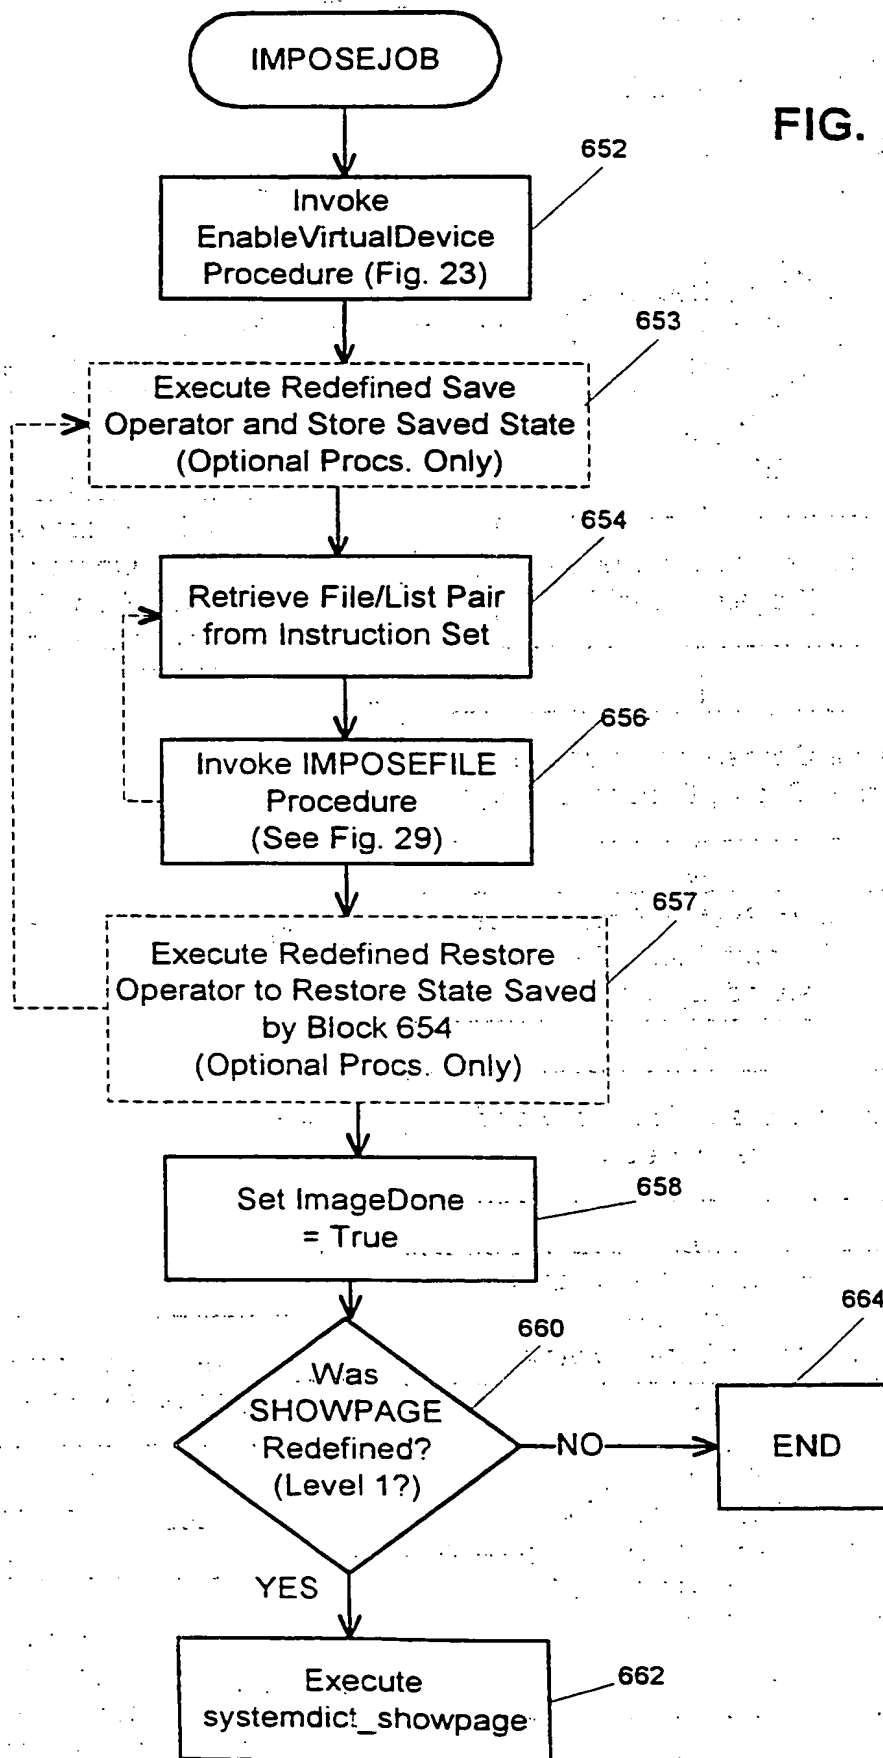 IMPOSEJOB
FIG.
652
Invoke
EnableVirtualDevice
Procedure (Fig. 23)
653
Execute Redefined Save
Operator and Store Saved State
(Optional Procs. Only)
654
Retrieve File/List Pair
from Instruction Set
656
Invoke IMPOSEFILE
Procedure
(See Fig. 29)
657
Execute Redefined Restore
Operator to Restore State Saved
by Block 654
(Optional Procs. Only)
658
Set ImageDone
= True
660
664
Was
SHOWPAGE
Redefined?
(Level 1?)
NO
END
YES
662
Execute
systemdict_showpage